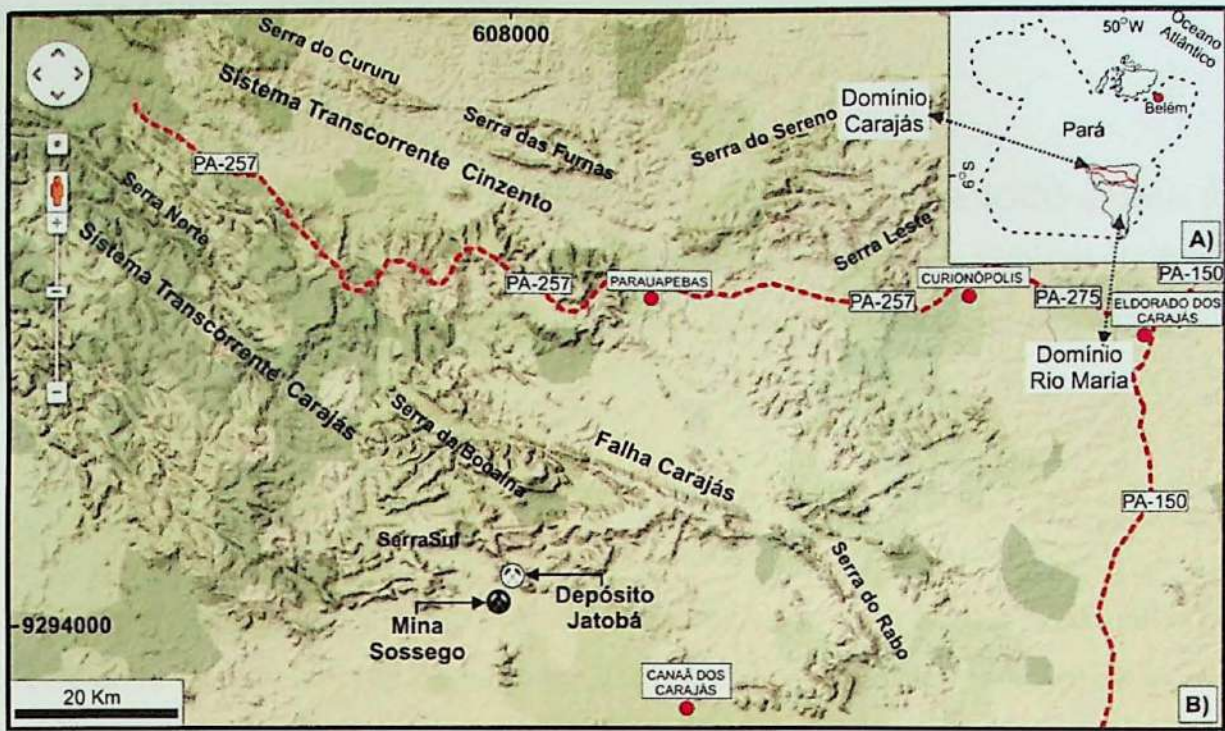 608000
50°W
Oceano
Atlântico
Belém
Pará
6°S
A)
Domínio
Carajás
Serra do Cururu
Sistema Transcorrente Cinzento
Serra das Furnas
Serra do Sereno
PA-257
Serra Norte
Sistema Transcorrente Carajás
Serra Leste
PA-257
PARAUAPEBAS
PA-257
CURIONÓPOLIS
PA-275
PA-150
ELDORADO DOS
CARAJÁS
Domínio
Rio Maria
Serra da Bocaina
Falha Carajás
PA-150
SerraSul
Depósito
Jatobá
Mina
Sossego
Serra do Rabo
9294000
CANAÃ DOS
CARAJÁS
20 Km
B)